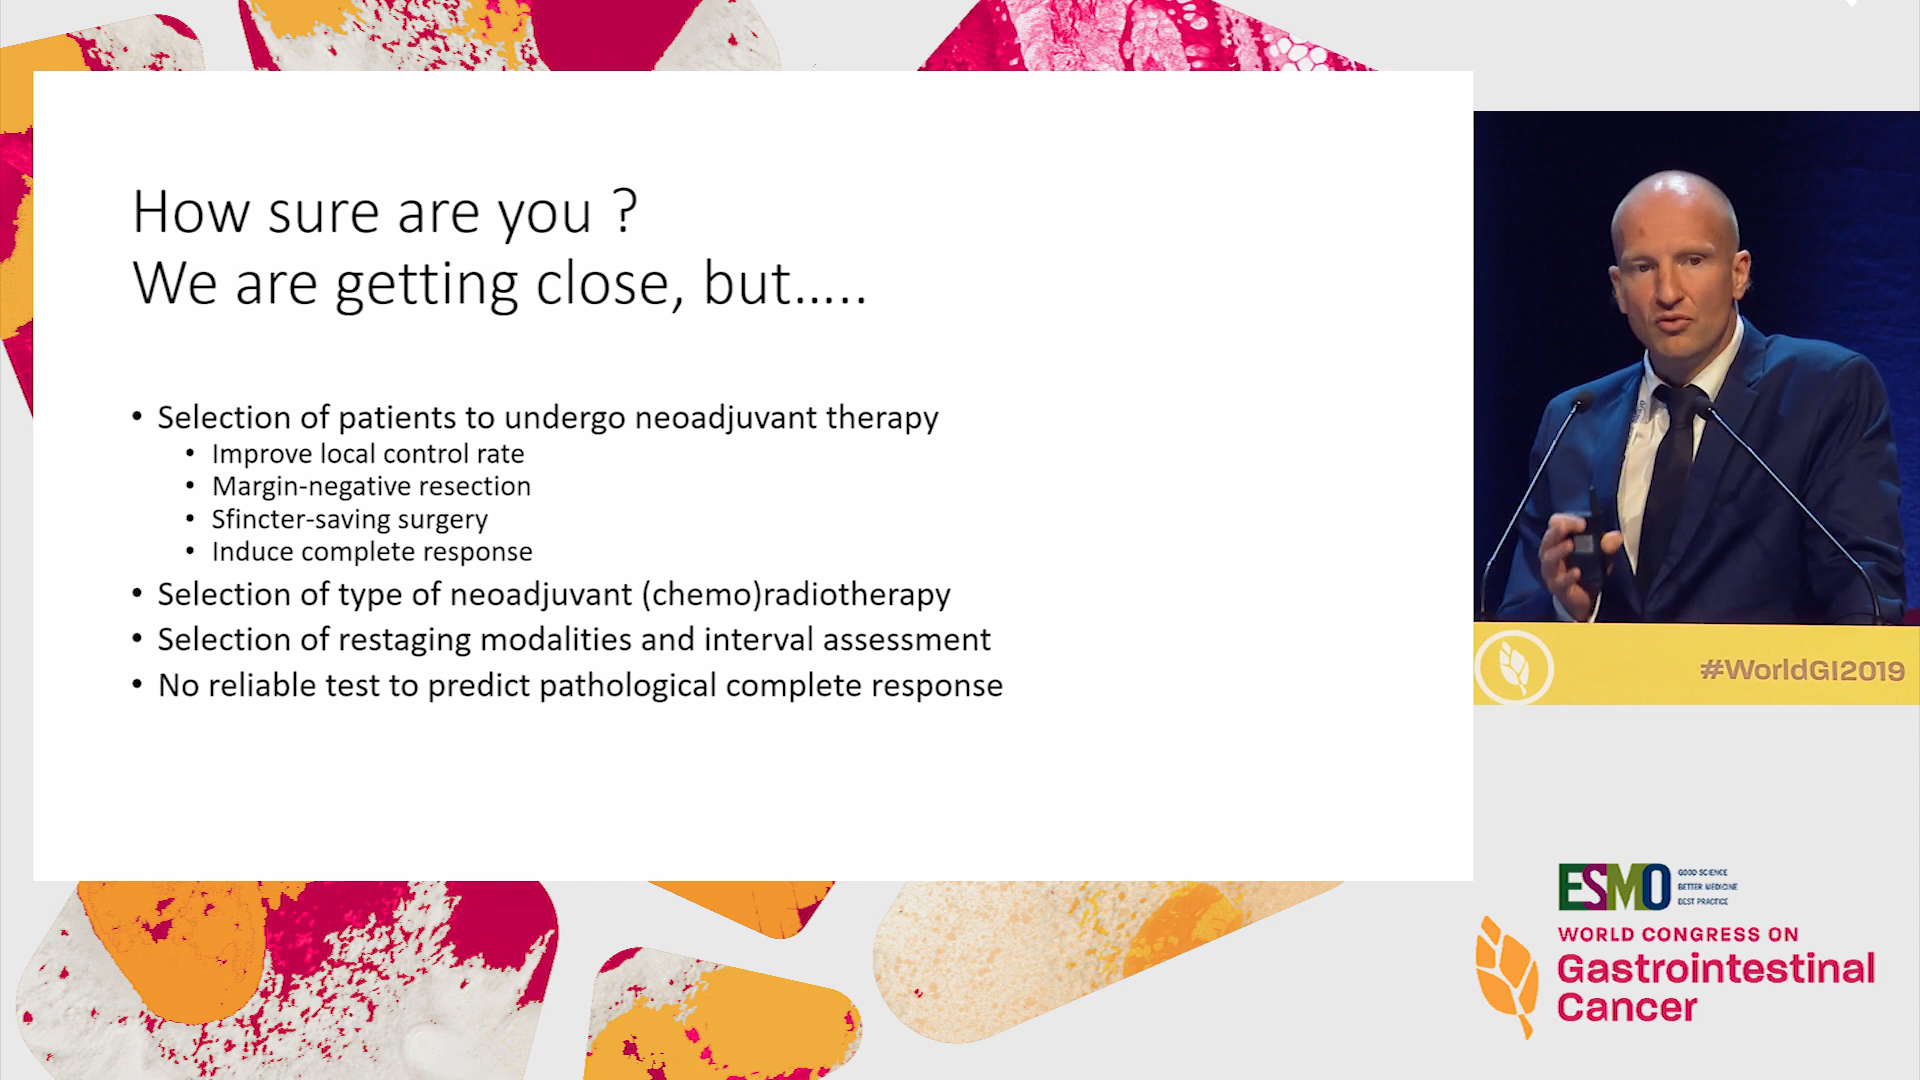 How sure are you ?
We are getting close, but.....
• Selection of patients to undergo neoadjuvant therapy
• Improve local control rate
• Margin-negative resection
• Sfincter-saving surgery
• Induce complete response
• Selection of type of neoadjuvant (chemo)radiotherapy
• Selection of restaging modalities and interval assessment
• No reliable test to predict pathological complete response
#WorldGI2019
ESMO
GOOD SCIENCE
BETTER MEDICINE
BEST PRACTICE
WORLD CONGRESS ON
Gastrointestinal
Cancer